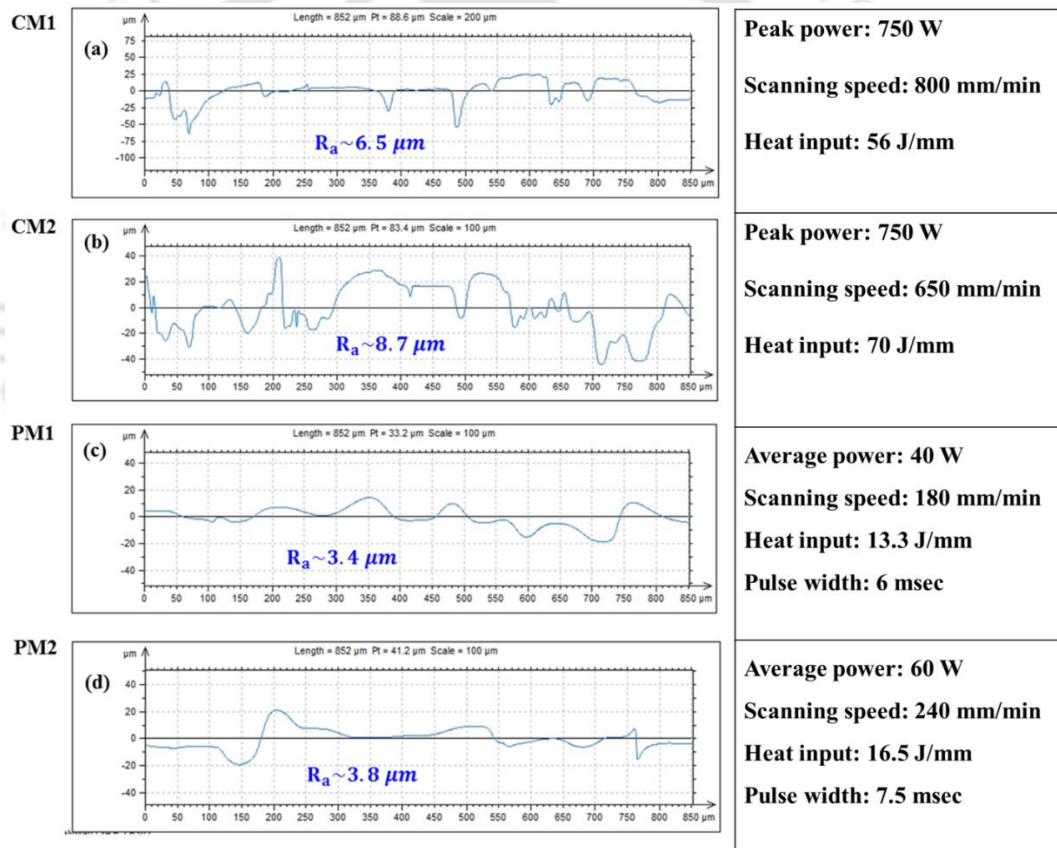 CM1
Length = 852 µm Pt = 88.6 µm Scale = 200 µm
(a)
µm
75
50
25
0
-25
-50
-75
-100
Ra~6.5 µm
0 50 100 150 200 250 300 350 400 450 500 550 600 650 700 750 800 850 µm
Peak power: 750 W
Scanning speed: 800 mm/min
Heat input: 56 J/mm
CM2
Length = 852 µm Pt = 83.4 µm Scale = 100 µm
(b)
µm
40
20
0
-20
-40
Ra~8.7 µm
0 50 100 150 200 250 300 350 400 450 500 550 600 650 700 750 800 850 µm
Peak power: 750 W
Scanning speed: 650 mm/min
Heat input: 70 J/mm
PM1
Length = 852 µm Pt = 33.2 µm Scale = 100 µm
(c)
µm
40
20
0
-20
-40
Ra~3.4 µm
0 50 100 150 200 250 300 350 400 450 500 550 600 650 700 750 800 850 µm
Average power: 40 W
Scanning speed: 180 mm/min
Heat input: 13.3 J/mm
Pulse width: 6 msec
PM2
Length = 852 µm Pt = 41.2 µm Scale = 100 µm
(d)
µm
40
20
0
-20
-40
Ra~3.8 µm
0 50 100 150 200 250 300 350 400 450 500 550 600 650 700 750 800 850 µm
Average power: 60 W
Scanning speed: 240 mm/min
Heat input: 16.5 J/mm
Pulse width: 7.5 msec